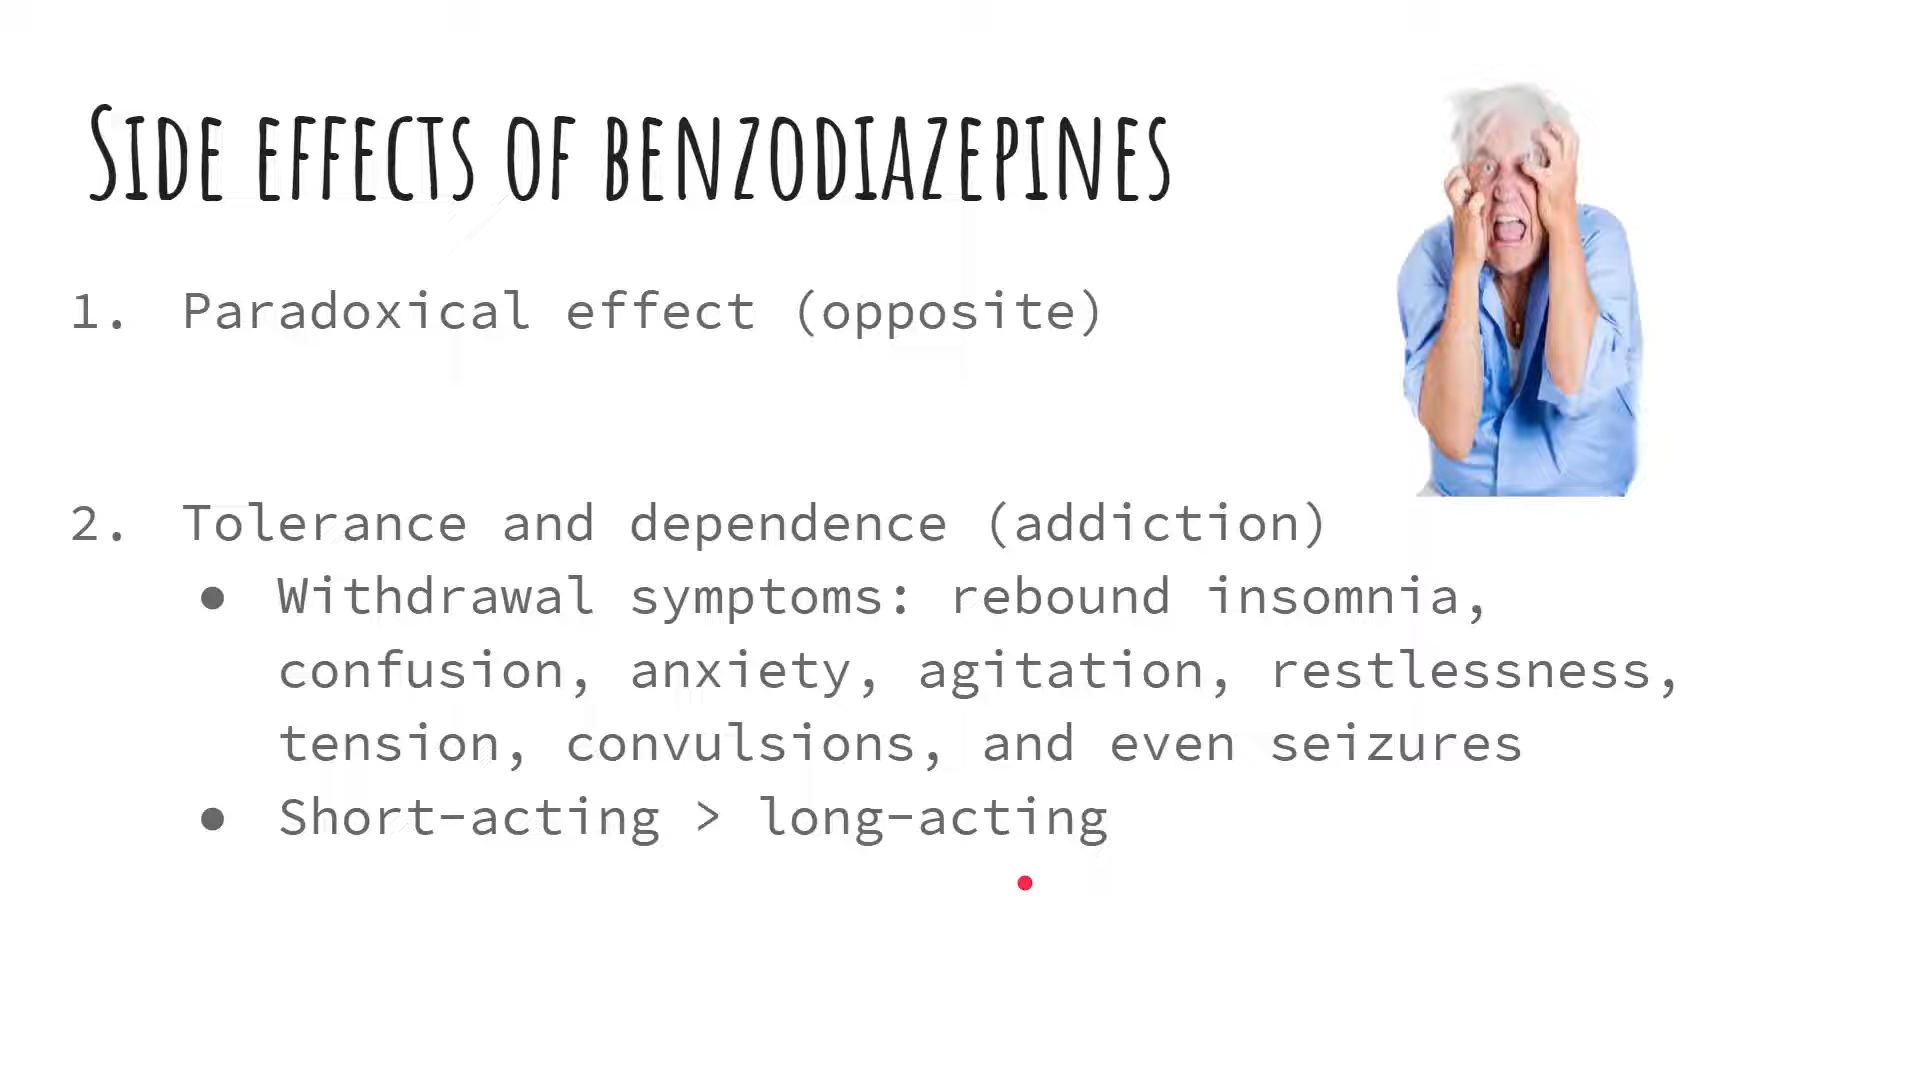 Side effects of benzodiazepines
1. Paradoxical effect (opposite)
2. Tolerance and dependence (addiction)
● Withdrawal symptoms: rebound insomnia,
confusion, anxiety, agitation, restlessness,
tension, convulsions, and even seizures
● Short-acting > long-acting